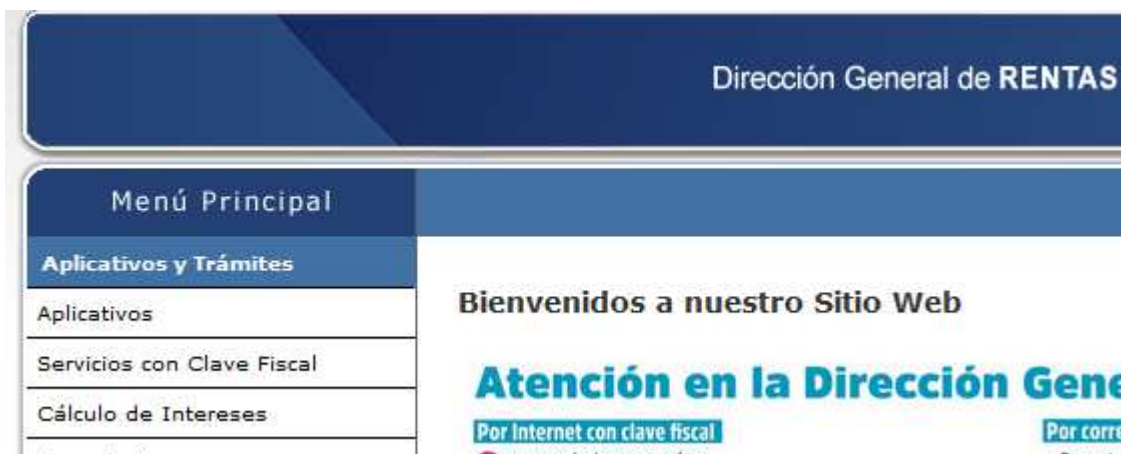 Dirección General de RENTAS
Menú Principal
Aplicativos y Trámites
Aplicativos
Servicios con Clave Fiscal
Cálculo de Intereses
Bienvenidos a nuestro Sitio Web
Atención en la Dirección Gene
Por Internet con clave fiscal
Por corre